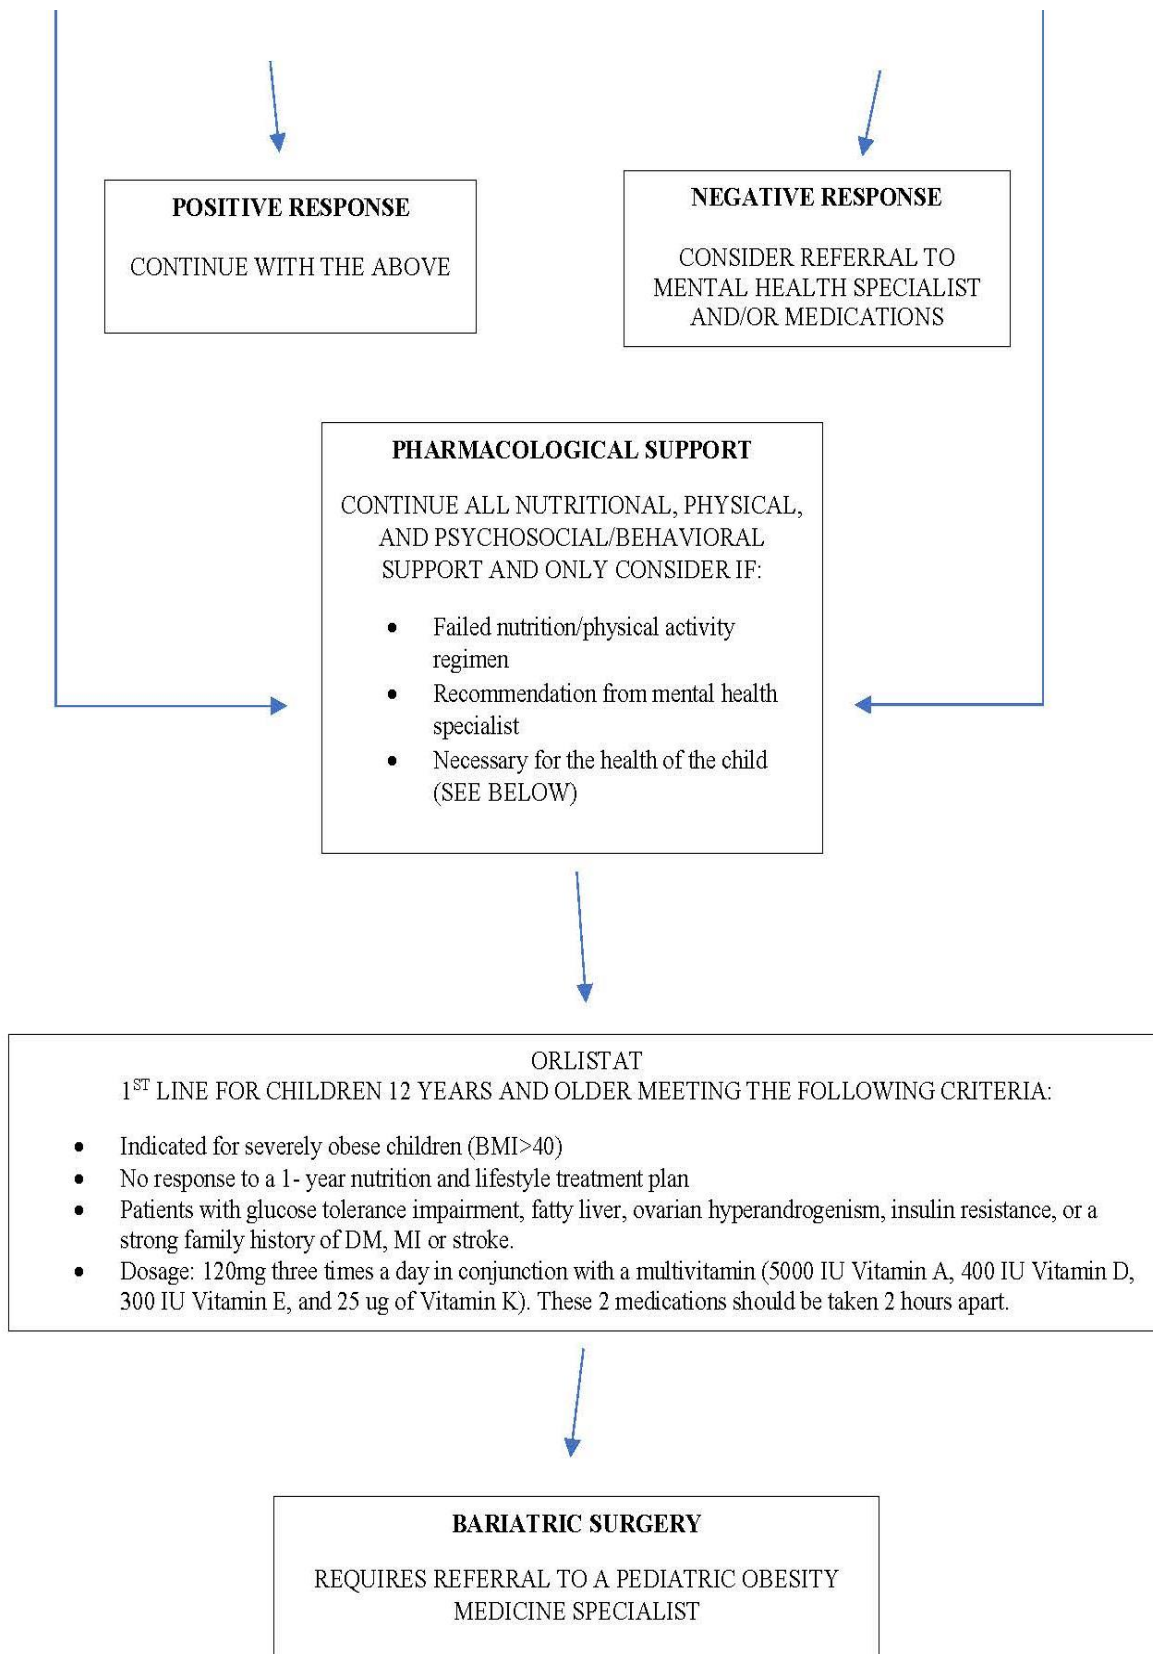 POSITIVE RESPONSE
CONTINUE WITH THE ABOVE
NEGATIVE RESPONSE
CONSIDER REFERRAL TO
MENTAL HEALTH SPECIALIST
AND/OR MEDICATIONS
PHARMACOLOGICAL SUPPORT
CONTINUE ALL NUTRITIONAL, PHYSICAL,
AND PSYCHOSOCIAL/BEHAVIORAL
SUPPORT AND ONLY CONSIDER IF:
• Failed nutrition/physical activity
regimen
• Recommendation from mental health
specialist
• Necessary for the health of the child
(SEE BELOW)
ORLISTAT
1ST LINE FOR CHILDREN 12 YEARS AND OLDER MEETING THE FOLLOWING CRITERIA:
• Indicated for severely obese children (BMI>40)
• No response to a 1- year nutrition and lifestyle treatment plan
• Patients with glucose tolerance impairment, fatty liver, ovarian hyperandrogenism, insulin resistance, or a
strong family history of DM, MI or stroke.
• Dosage: 120mg three times a day in conjunction with a multivitamin (5000 IU Vitamin A, 400 IU Vitamin D,
300 IU Vitamin E, and 25 ug of Vitamin K). These 2 medications should be taken 2 hours apart.
BARIATRIC SURGERY
REQUIRES REFERRAL TO A PEDIATRIC OBESITY
MEDICINE SPECIALIST